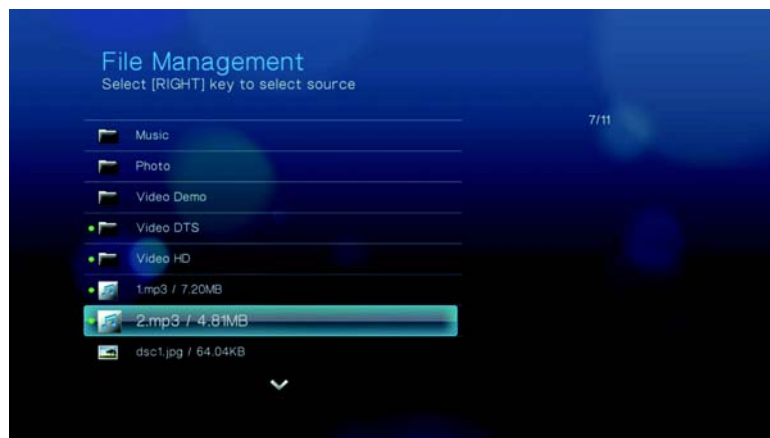 File Management
Select [RIGHT] key to select source
7/11
Music
Photo
Video Demo
Video DTS
Video HD
1.mp3 / 7.20MB
2.mp3 / 4.81MB
dsc1.jpg / 64.04KB